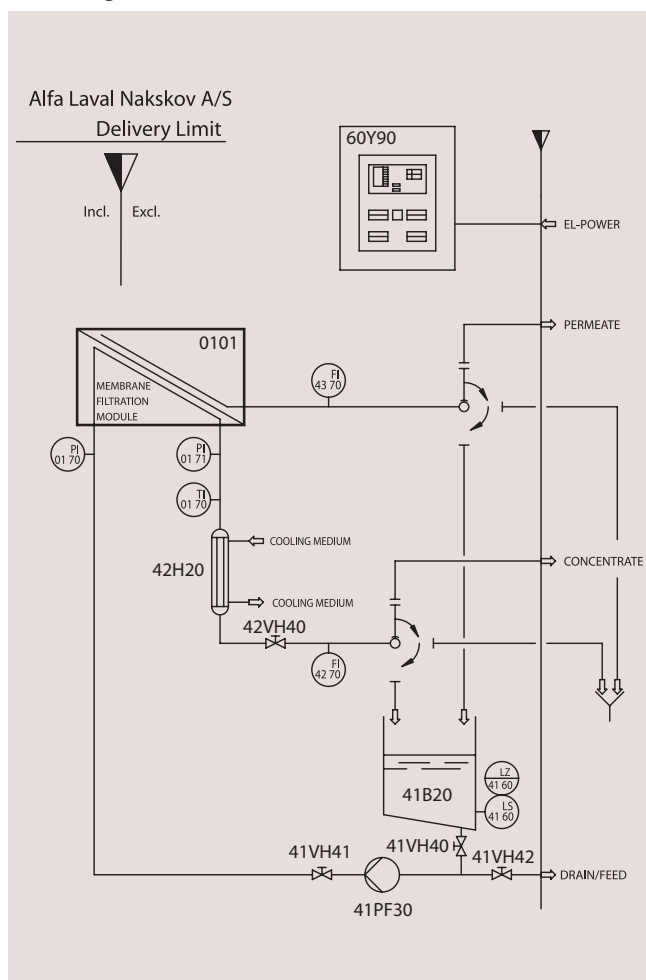 Alfa Laval Nakskov A/S
Delivery Limit
Incl. Excl.
60Y90
EL-POWER
PERMEATE
0101
MEMBRANE
FILTRATION
MODULE
FI
43 70
PI
01 70
PI
01 71
TI
01 70
COOLING MEDIUM
42H20
COOLING MEDIUM
CONCENTRATE
42VH40
FI
42 70
41B20
LZ
41 60
LS
41 60
41VH41
41VH40
41VH42
DRAIN/FEED
41PF30